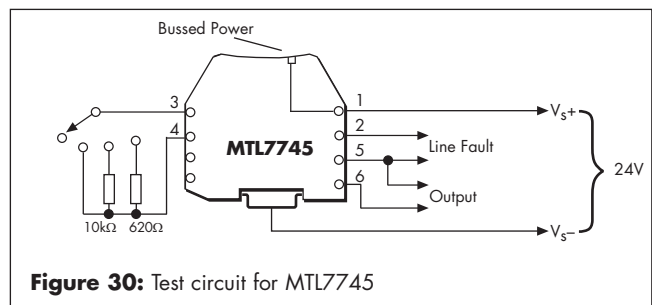 Bussed Power
3
4
MTL7745
1
2
5
6
Vs+
Line Fault
Output
24V
Vs–
10kΩ 620Ω
Figure 30: Test circuit for MTL7745